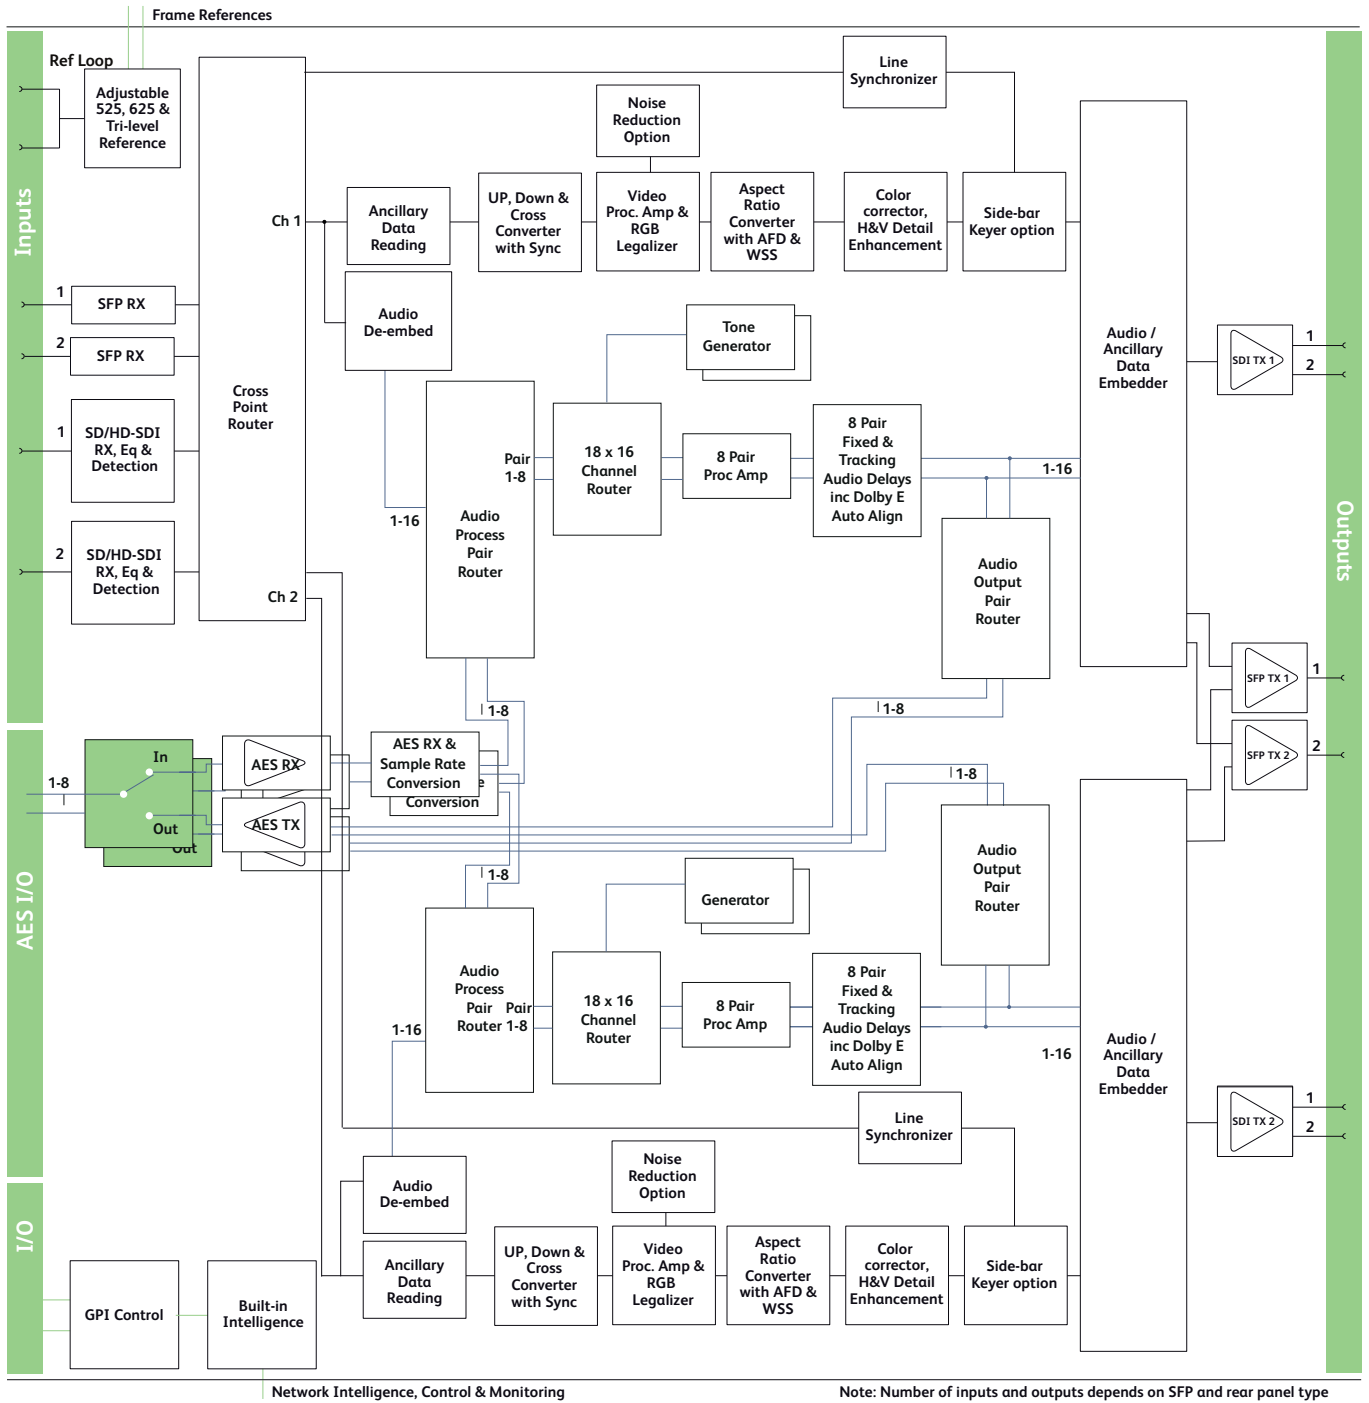 Frame References
Ref Loop
Adjustable
525, 625 &
Tri-level
Reference
Inputs
1
SFP RX
2
SFP RX
1
SD/HD-SDI
RX, Eq &
Detection
2
SD/HD-SDI
RX, Eq &
Detection
Ch 1
Cross
Point
Router
Ch 2
Line
Synchronizer
Noise
Reduction
Option
Ancillary
Data
Reading
UP, Down &
Cross
Converter
with Sync
Video
Proc. Amp &
RGB
Legalizer
Aspect
Ratio
Converter
with AFD &
WSS
Color
corrector,
H&V Detail
Enhancement
Side-bar
Keyer option
Audio
De-embed
Tone
Generator
Audio /
Ancillary
Data
Embedder
SDI TX 1
1
2
1-16
Audio
Process
Pair
Router
Pair
1-8
18 x 16
Channel
Router
8 Pair
Proc Amp
8 Pair
Fixed &
Tracking
Audio Delays
inc Dolby E
Auto Align
1-16
Audio
Output
Pair
Router
Outputs
SFP TX 1
1
SFP TX 2
2
1-8
1-8
AES I/O
1-8
In
Out
Out
AES RX
AES TX
AES RX &
Sample Rate
Conversion
e
Conversion
1-8
1-8
Audio
Output
Pair
Router
Generator
Audio
Process
Pair
Router
Pair
1-8
1-16
18 x 16
Channel
Router
8 Pair
Proc Amp
8 Pair
Fixed &
Tracking
Audio Delays
inc Dolby E
Auto Align
1-16
Audio /
Ancillary
Data
Embedder
SDI TX 2
1
2
Line
Synchronizer
Noise
Reduction
Option
Audio
De-embed
Ancillary
Data
Reading
UP, Down &
Cross
Converter
with Sync
Video
Proc. Amp &
RGB
Legalizer
Aspect
Ratio
Converter
with AFD &
WSS
Color
corrector,
H&V Detail
Enhancement
Side-bar
Keyer option
I/O
GPI Control
Built-in
Intelligence
Network Intelligence, Control & Monitoring
Note: Number of inputs and outputs depends on SFP and rear panel type